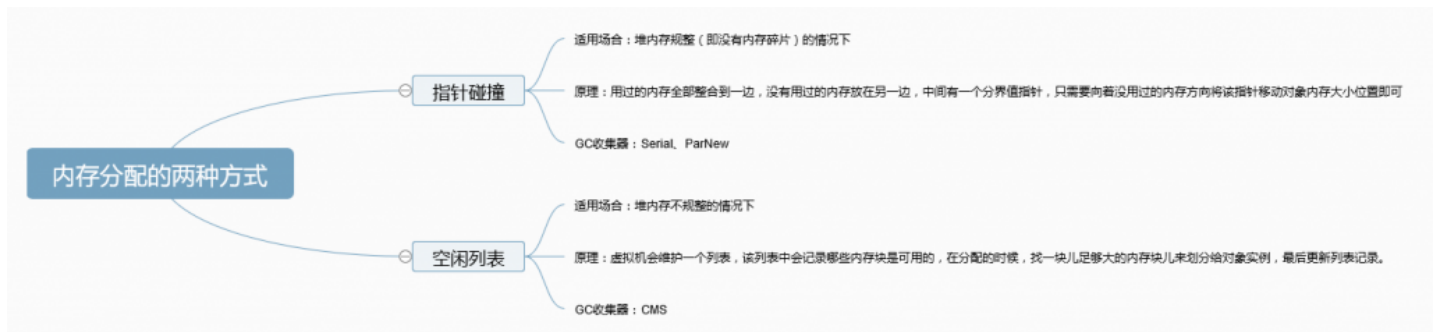 内存分配的两种方式
指针碰撞
适用场合：堆内存规整（即没有内存碎片）的情况下
原理：用过的内存全部整合到一边，没有用过的内存放在另一边，中间有一个分界值指针，只需要向着没用过的内存方向将该指针移动对象内存大小位置即可
GC收集器：Serial、ParNew
空闲列表
适用场合：堆内存不规整的情况下
原理：虚拟机会维护一个列表，该列表中会记录哪些内存块是可用的，在分配的时候，找一块儿足够大的内存块儿来划分给对象实例，最后更新列表记录。
GC收集器：CMS